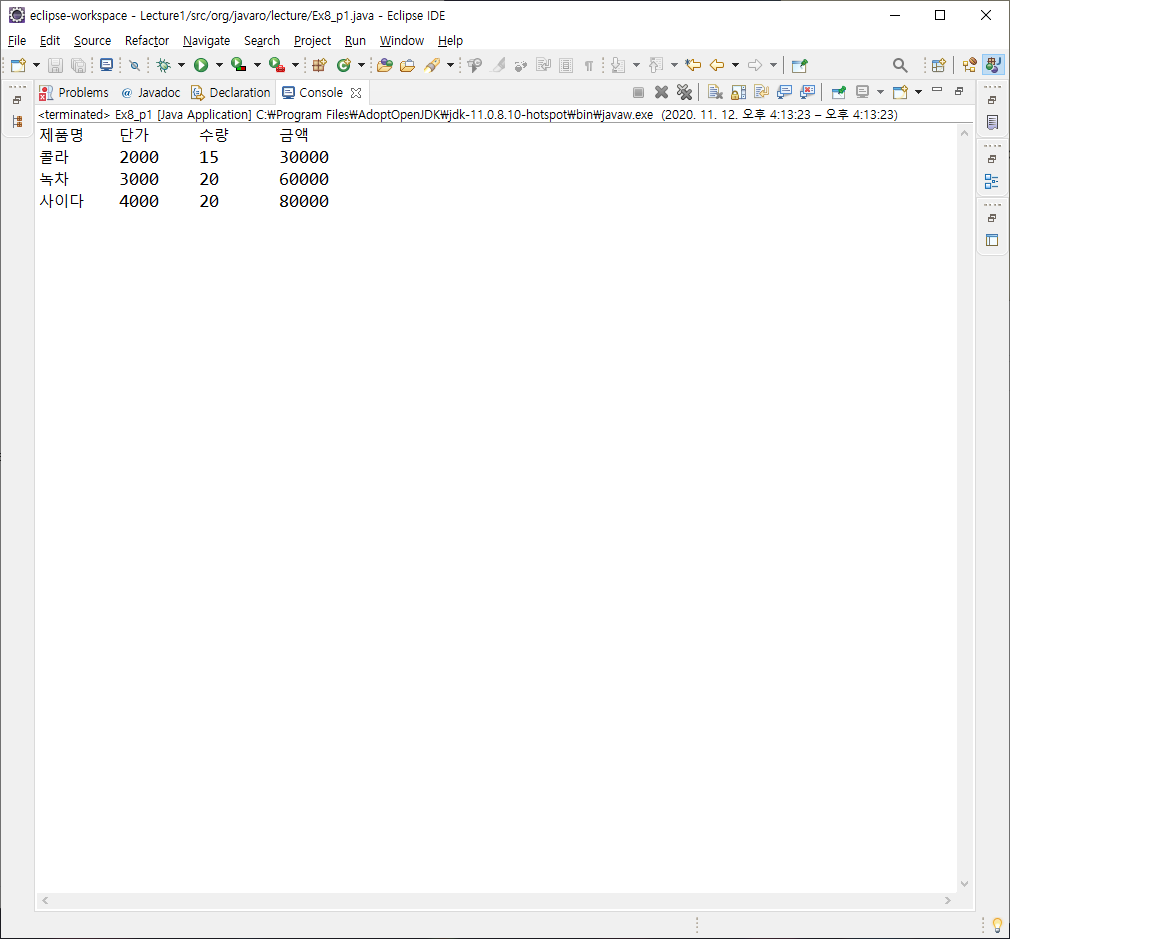 eclipse-workspace - Lecture1/src/org/javaro/lecture/Ex8_p1.java - Eclipse IDE
File Edit Source Refactor Navigate Search Project Run Window Help
Problems @ Javadoc Declaration Console
<terminated> Ex8_p1 [Java Application] C:₩Program Files₩AdoptOpenJDK₩jdk-11.0.8.10-hotspot₩bin₩javaw.exe (2020. 11. 12. 오후 4:13:23 – 오후 4:13:23)
제품명 단가 수량 금액
콜라 2000 15 30000
녹차 3000 20 60000
사이다 4000 20 80000